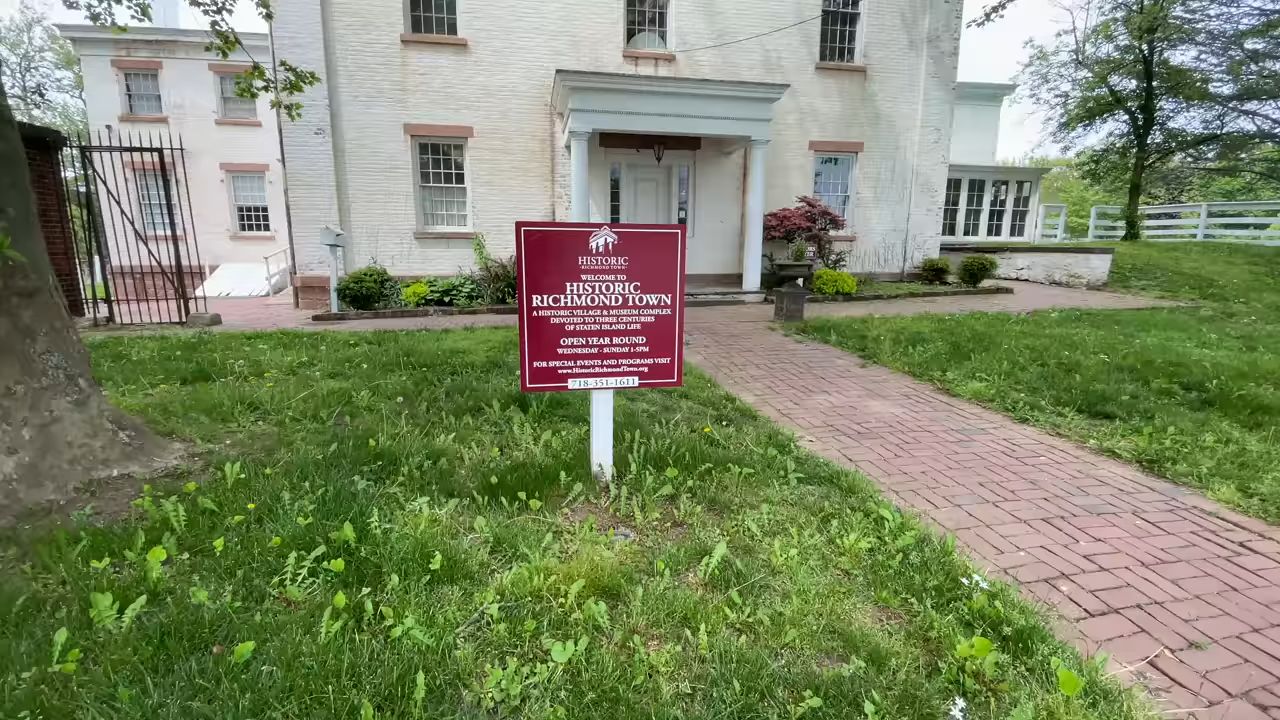 HISTORIC
·RICHMOND TOWN·
WELCOME TO
HISTORIC
RICHMOND TOWN
A HISTORIC VILLAGE & MUSEUM COMPLEX
DEVOTED TO THREE CENTURIES
OF STATEN ISLAND LIFE
OPEN YEAR ROUND
WEDNESDAY - SUNDAY 1-5PM
FOR SPECIAL EVENTS AND PROGRAMS VISIT
www.HistoricRichmondTown.org
718-351-1611